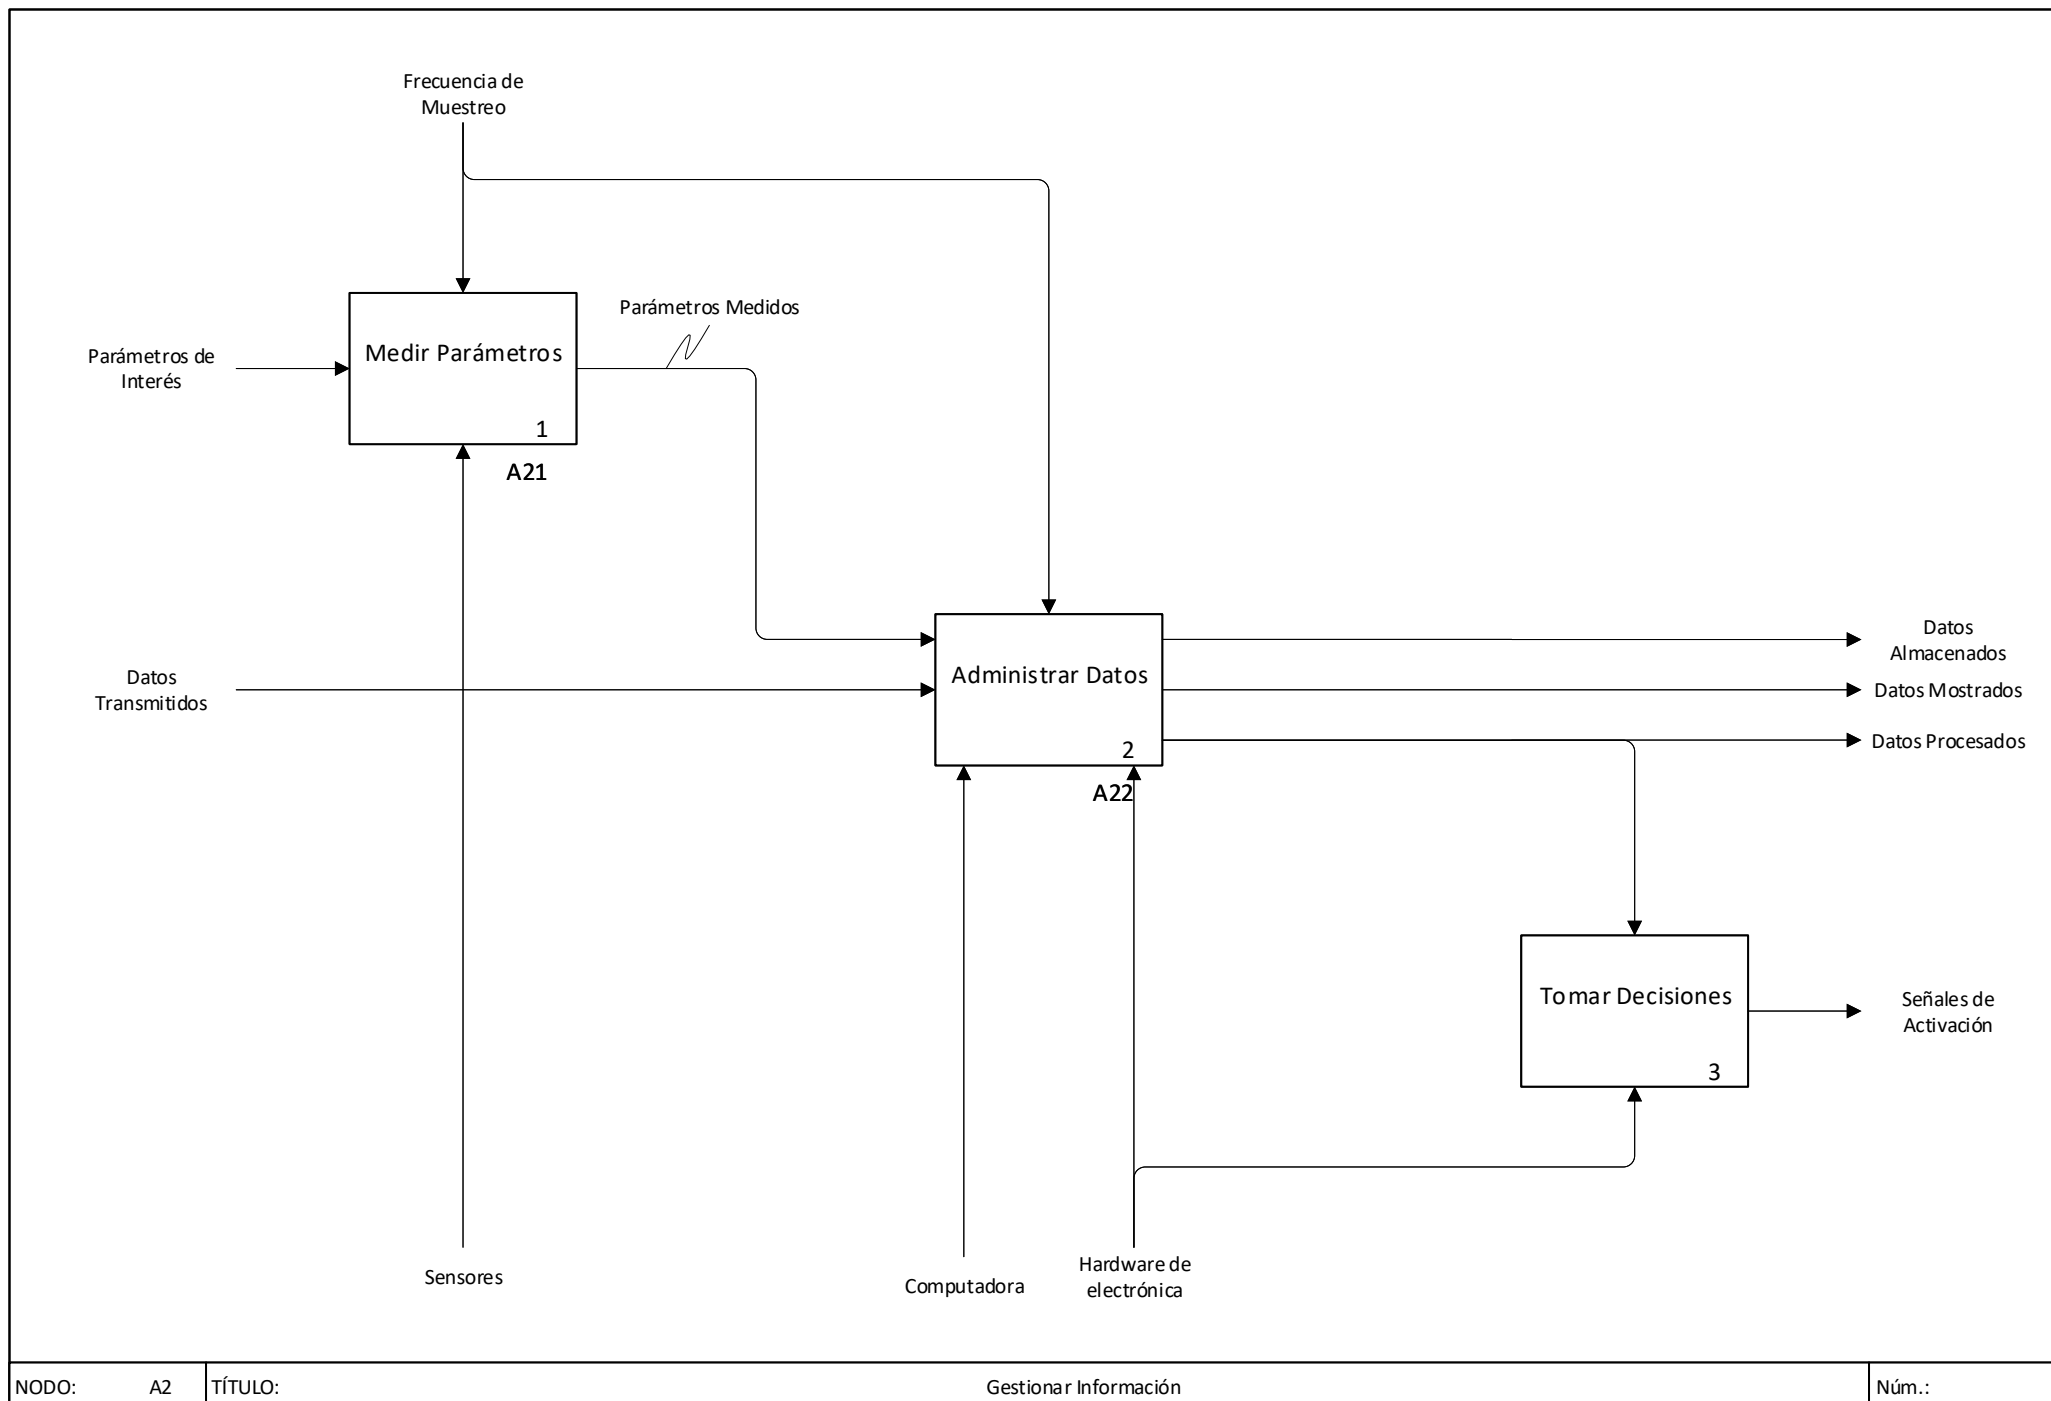 Frecuencia de
Muestreo
Parámetros Medidos
Medir Parámetros
Parámetros de
Interés
1
A21
Datos
Almacenados
Administrar Datos
Datos
Transmitidos
Datos Mostrados
2
Datos Procesados
A22
Tomar Decisiones
Señales de
Activación
3
Sensores
Computadora
Hardware de
electrónica
NODO: A2 TÍTULO: Gestionar Información Núm.: